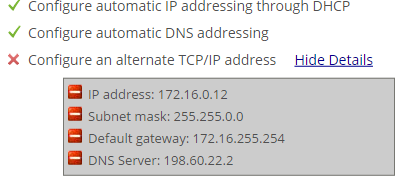 Configure automatic IP addressing through DHCP
Configure automatic DNS addressing
Configure an alternate TCP/IP address Hide Details
IP address: 172.16.0.12
Subnet mask: 255.255.0.0
Default gateway: 172.16.255.254
DNS Server: 198.60.22.2